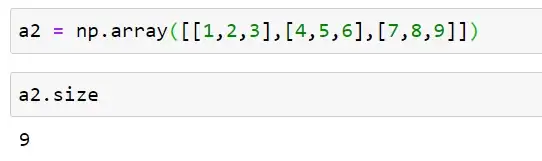 a2 = np.array([[1,2,3],[4,5,6],[7,8,9]])
a2.size
9